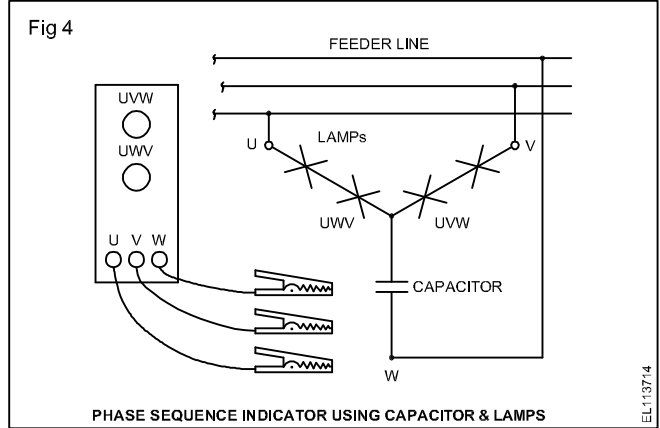 Fig 4
FEEDER LINE
UVW
UWV
U V W
LAMPs
U
V
UWV
UVW
CAPACITOR
W
PHASE SEQUENCE INDICATOR USING CAPACITOR & LAMPS
EL113714